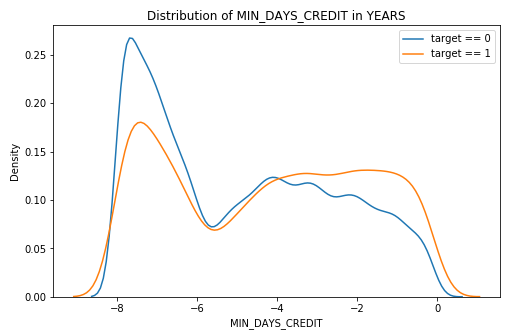 Distribution of MIN_DAYS_CREDIT in YEARS
target == 0
target == 1
Density
0.25
0.20
0.15
0.10
0.05
0.00
−8
−6
−4
−2
0
MIN_DAYS_CREDIT